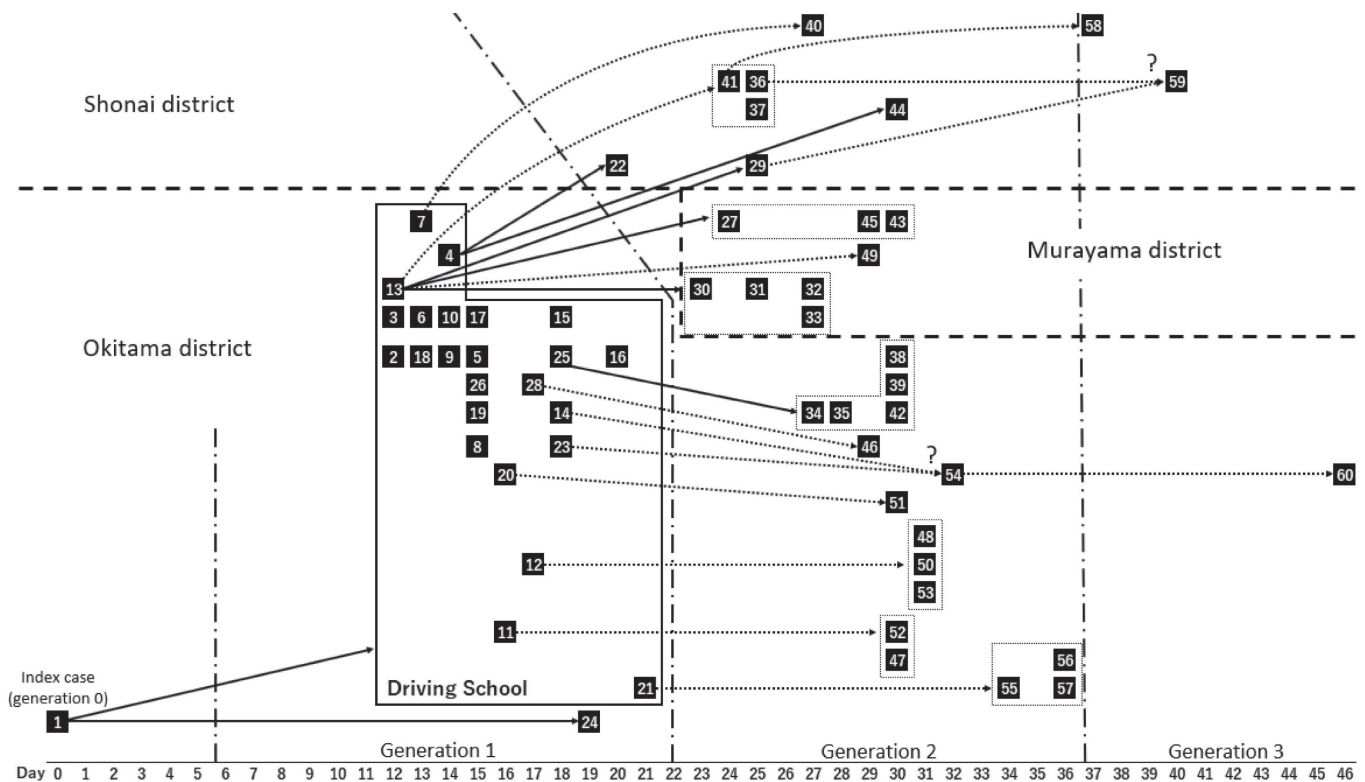 40 58
?
41 36 59
Shonai district
37 44
22 29
7 27 45 43
4 49
Murayama district
13 30 31 32
3 6 10 17 15 33
Okitama district
2 18 9 5 25 16 38
26 28 39
19 14 34 35 42
8 23 46
?
20 54 60
51
48
12 50
53
11 52
47 56
Index case
(generation 0)
Driving School 21 55 57
1 24
Generation 1 Generation 2 Generation 3
Day 0 1 2 3 4 5 6 7 8 9 10 11 12 13 14 15 16 17 18 19 20 21 22 23 24 25 26 27 28 29 30 31 32 33 34 35 36 37 38 39 40 41 42 43 44 45 46